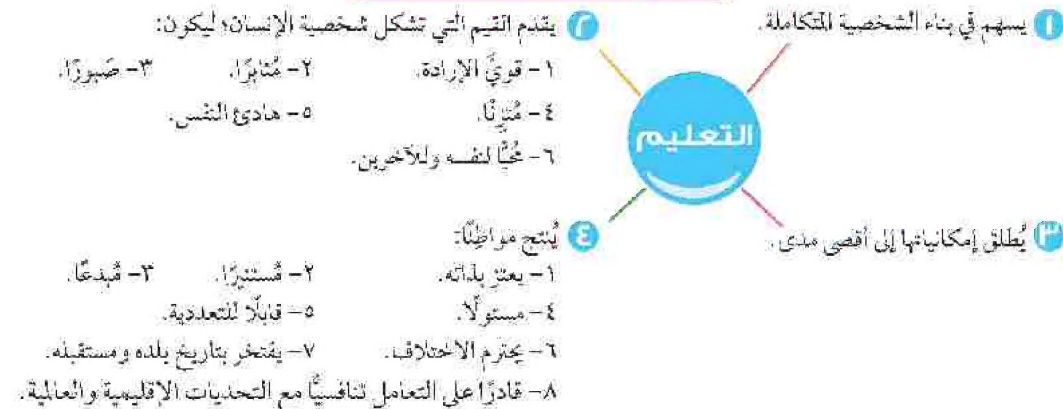 ١ يسهم في بناء الشخصية المتكاملة.
٢ يقدم القيم التي تشكل شخصية الإنسان؛ ليكون:
١- قويَّ الإرادة. ٢- مُثابرًا. ٣- صَبورًا.
٤- مُتزنًا. ٥- هادئ النفس.
٦- مُحبًّا لنفسه وللآخرين.
التعليم
٣ يُطلق إمكانياتها إلى أقصى مدى.
٤ يُنتج مواطِنًا:
١- يعتز بذاته. ٢- مُستنيرًا. ٣- مُبدعًا.
٤- مسئولًا. ٥- قابلًا للتعددية.
٦- يحترم الاختلاف. ٧- يفتخر بتاريخ بلده ومستقبله.
٨- قادرًا على التعامل تنافسيًّا مع التحديات الإقليمية والعالمية.